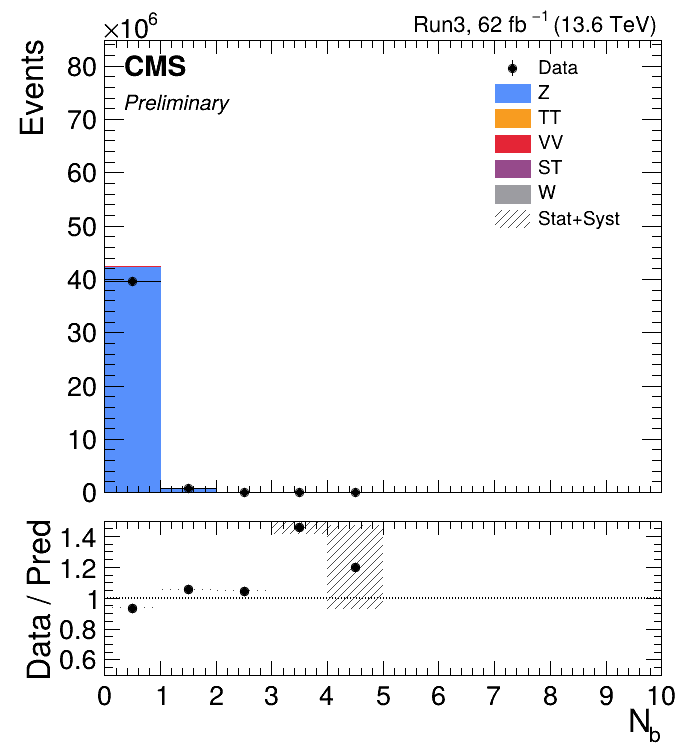 ×10⁶
Run3, 62 fb ⁻¹ (13.6 TeV)
Events
80
70
60
50
40
30
20
10
0
CMS
Preliminary
Data
Z
TT
VV
ST
W
Stat+Syst
Data / Pred
1.4
1.2
1
0.8
0.6
0 1 2 3 4 5 6 7 8 9 10
N_b